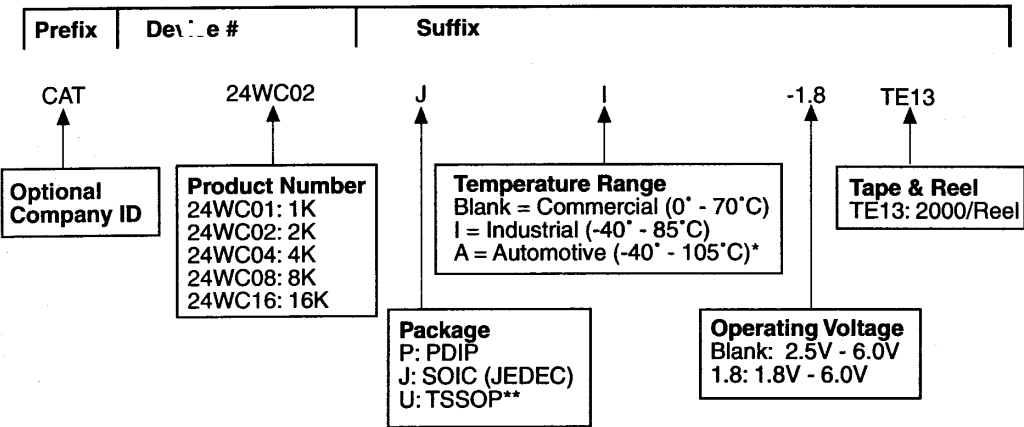 Prefix Device # Suffix
CAT 24WC02 J I -1.8 TE13
Optional
Company ID
Product Number
24WC01: 1K
24WC02: 2K
24WC04: 4K
24WC08: 8K
24WC16: 16K
Temperature Range
Blank = Commercial (0˚ - 70˚C)
I = Industrial (-40˚ - 85˚C)
A = Automotive (-40˚ - 105˚C)*
Tape & Reel
TE13: 2000/Reel
Package
P: PDIP
J: SOIC (JEDEC)
U: TSSOP**
Operating Voltage
Blank: 2.5V - 6.0V
1.8: 1.8V - 6.0V